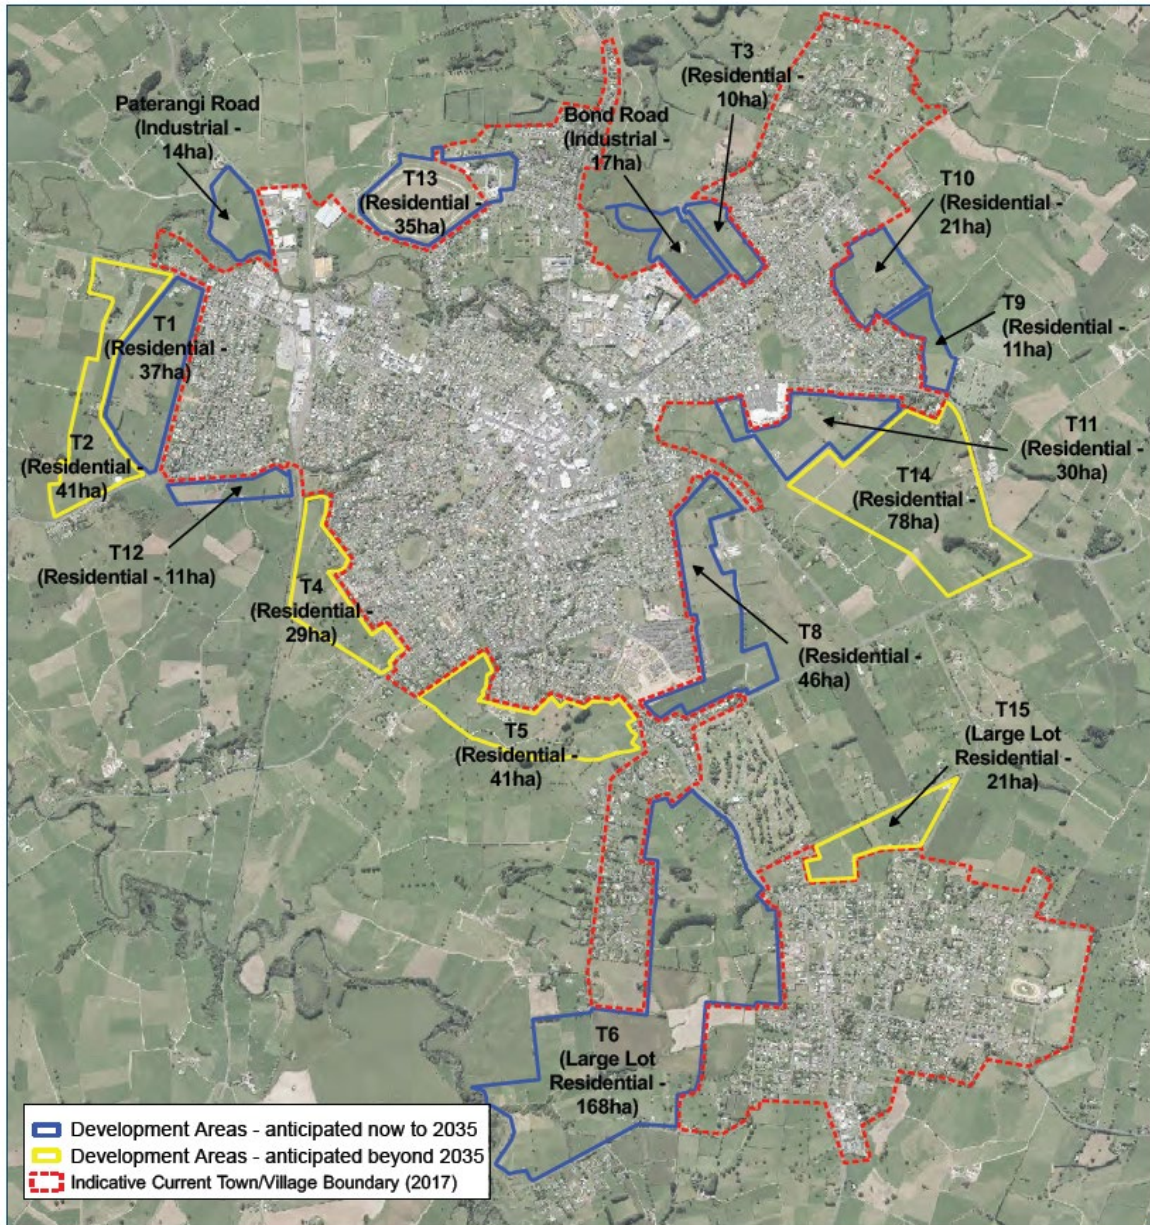 T3
(Residential -
10ha)
Paterangi Road
(Industrial -
14ha)
Bond Road
(Industrial -
17ha)
T13
(Residential -
35ha)
T10
(Residential -
21ha)
T1
(Residential -
37ha)
T9
(Residential -
11ha)
T2
(Residential -
41ha)
T11
(Residential -
30ha)
T14
(Residential -
78ha)
T12
(Residential - 11ha)
T4
(Residential -
29ha)
T8
(Residential -
46ha)
T5
(Residential -
41ha)
T15
(Large Lot
Residential -
21ha)
T6
(Large Lot
Residential -
168ha)
Development Areas - anticipated now to 2035
Development Areas - anticipated beyond 2035
Indicative Current Town/Village Boundary (2017)